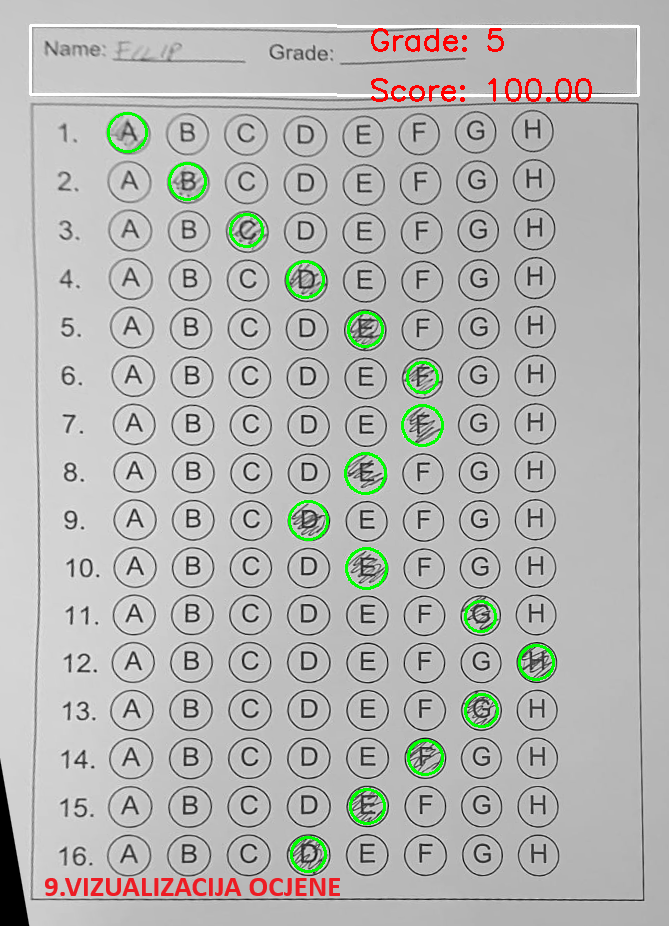 Name: FILIP Grade: Grade: 5
Score: 100.00
1. A B C D E F G H
2. A B C D E F G H
3. A B C D E F G H
4. A B C D E F G H
5. A B C D E F G H
6. A B C D E F G H
7. A B C D E F G H
8. A B C D E F G H
9. A B C D E F G H
10. A B C D E F G H
11. A B C D E F G H
12. A B C D E F G H
13. A B C D E F G H
14. A B C D E F G H
15. A B C D E F G H
16. A B C D E F G H
9.VIZUALIZACIJA OCJENE